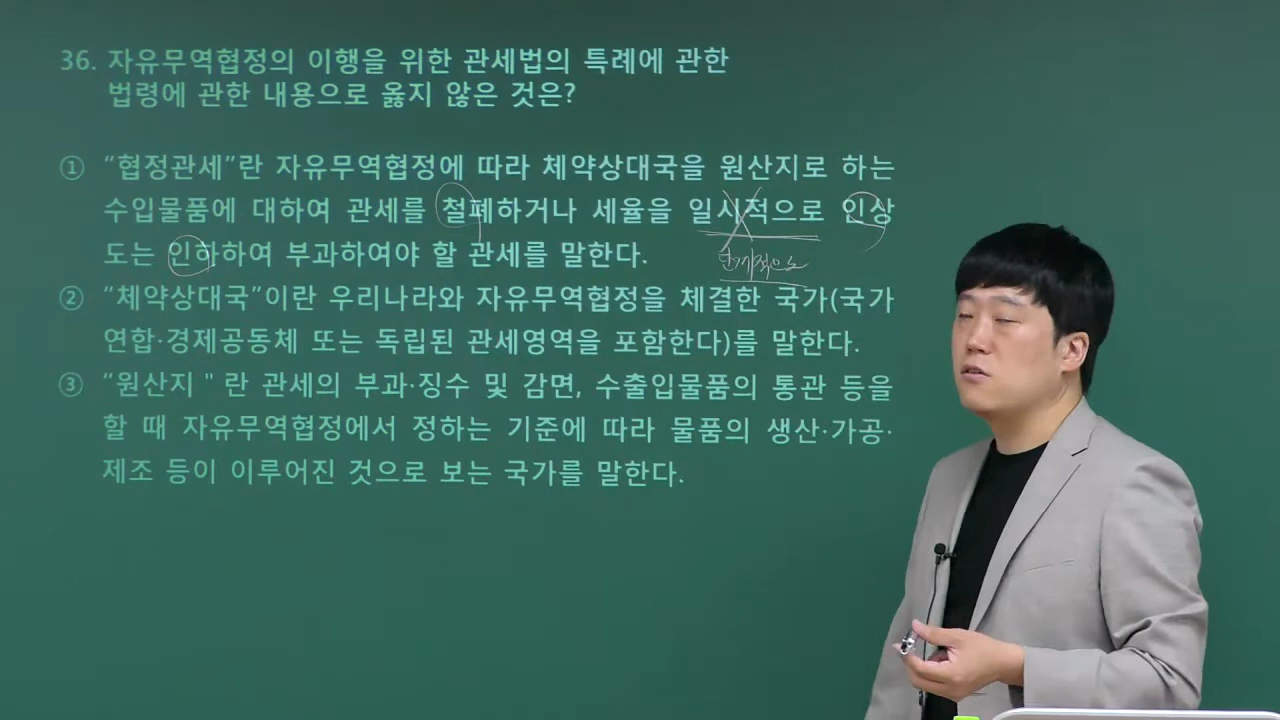 36. 자유무역협정의 이행을 위한 관세법의 특례에 관한
법령에 관한 내용으로 옳지 않은 것은?
① "협정관세"란 자유무역협정에 따라 체약상대국을 원산지로 하는
수입물품에 대하여 관세를 철폐하거나 세율을 일시적으로 인상
도는 인하하여 부과하여야 할 관세를 말한다.
단계적으로
② "체약상대국"이란 우리나라와 자유무역협정을 체결한 국가(국가
연합·경제공동체 또는 독립된 관세영역을 포함한다)를 말한다.
③ "원산지 " 란 관세의 부과·징수 및 감면, 수출입물품의 통관 등을
할 때 자유무역협정에서 정하는 기준에 따라 물품의 생산·가공·
제조 등이 이루어진 것으로 보는 국가를 말한다.